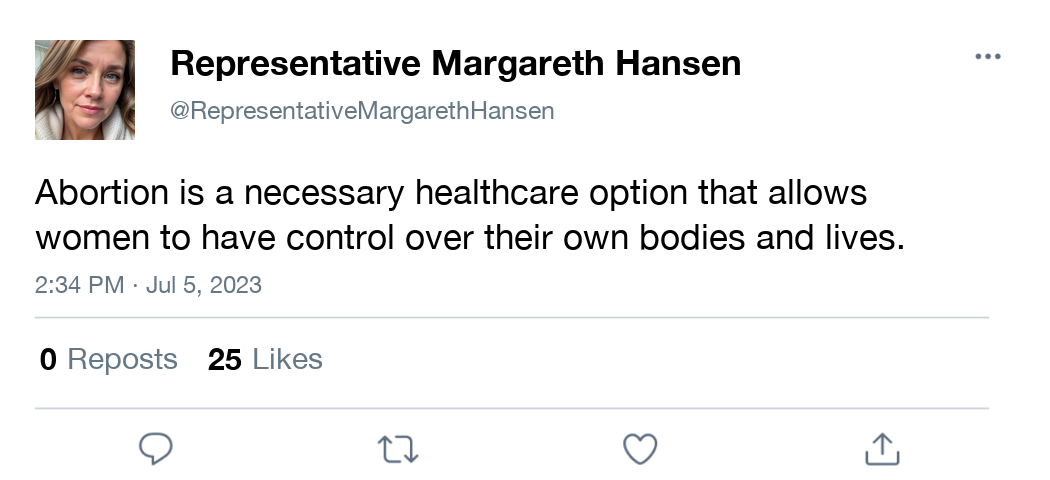 Representative Margareth Hansen
@RepresentativeMargarethHansen
Abortion is a necessary healthcare option that allows
women to have control over their own bodies and lives.
2:34 PM · Jul 5, 2023
0 Reposts 25 Likes